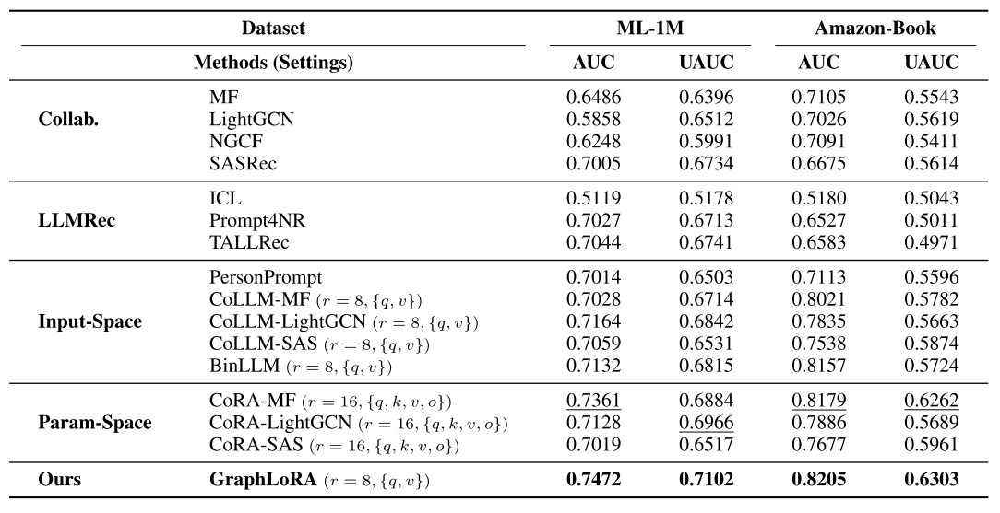 Dataset ML-1M Amazon-Book
Methods (Settings) AUC UAUC AUC UAUC
MF 0.6486 0.6396 0.7105 0.5543
Collab. LightGCN 0.5858 0.6512 0.7026 0.5619
NGCF 0.6248 0.5991 0.7091 0.5411
SASRec 0.7005 0.6734 0.6675 0.5614
ICL 0.5119 0.5178 0.5180 0.5043
LLMRec Prompt4NR 0.7027 0.6713 0.6527 0.5011
TALLRec 0.7044 0.6741 0.6583 0.4971
PersonPrompt 0.7014 0.6503 0.7113 0.5596
CoLLM-MF (r = 8, {q, v}) 0.7028 0.6714 0.8021 0.5782
Input-Space CoLLM-LightGCN (r = 8, {q, v}) 0.7164 0.6842 0.7835 0.5663
CoLLM-SAS (r = 8, {q, v}) 0.7059 0.6531 0.7538 0.5874
BinLLM (r = 8, {q, v}) 0.7132 0.6815 0.8157 0.5724
CoRA-MF (r = 16, {q, k, v, o}) 0.7361 0.6884 0.8179 0.6262
Param-Space CoRA-LightGCN (r = 16, {q, k, v, o}) 0.7128 0.6966 0.7886 0.5689
CoRA-SAS (r = 16, {q, k, v, o}) 0.7019 0.6517 0.7677 0.5961
Ours GraphLoRA (r = 8, {q, v}) 0.7472 0.7102 0.8205 0.6303